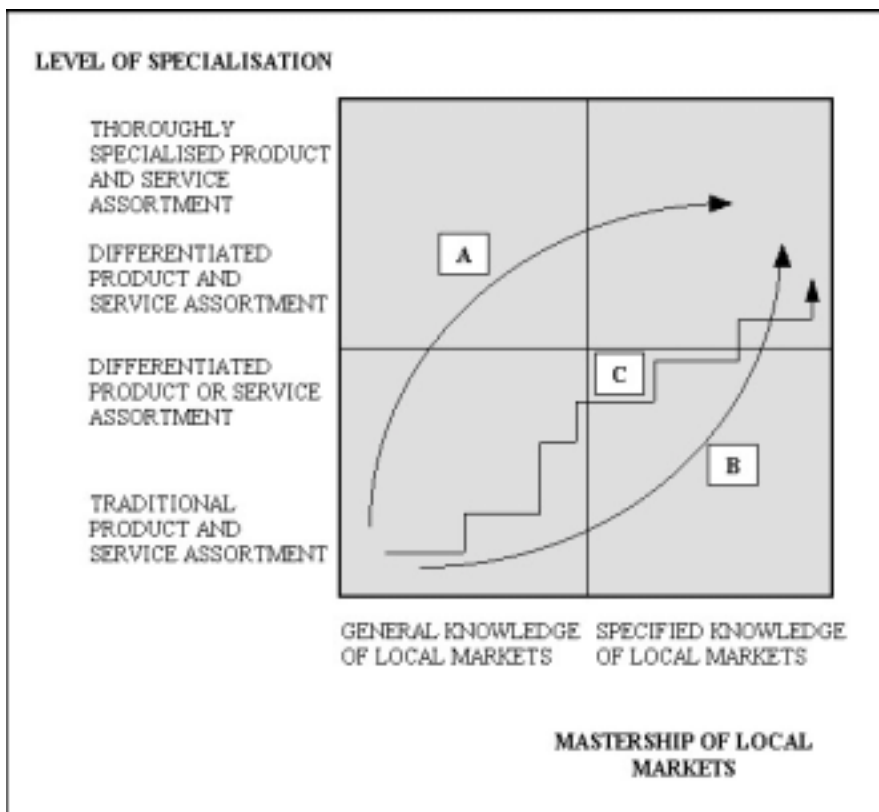 LEVEL OF SPECIALISATION
THOROUGHLY
SPECIALISED PRODUCT
AND SERVICE
ASSORTMENT
A
DIFFERENTIATED
PRODUCT AND
SERVICE ASSORTMENT
DIFFERENTIATED
PRODUCT OR SERVICE
ASSORTMENT
C
B
TRADITIONAL
PRODUCT AND
SERVICE ASSORTMENT
GENERAL KNOWLEDGE
OF LOCAL MARKETS
SPECIFIED KNOWLEDGE
OF LOCAL MARKETS
MASTERSHIP OF LOCAL
MARKETS